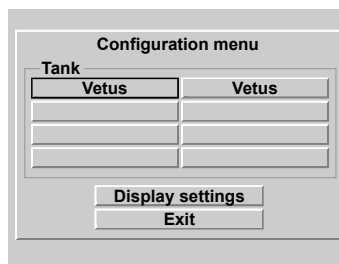 Configuration menu
Tank
Vetus Vetus
Display settings
Exit